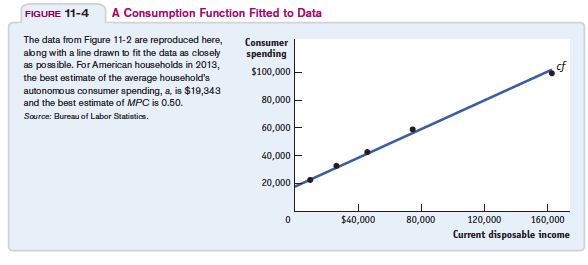 FIGURE 11-4 A Consumption Function Fitted to Data
The data from Figure 11-2 are reproduced here,
along with a line drawn to fit the data as closely
as possible. For American households in 2013,
the best estimate of the average household's
autonomous consumer spending, a, is $19,343
and the best estimate of MPC is 0.50.
Source: Bureau of Labor Statistics.
Consumer
spending
$100,000
80,000
60,000
40,000
20,000
cf
0 $40,000 80,000 120,000 160,000
Current disposable income